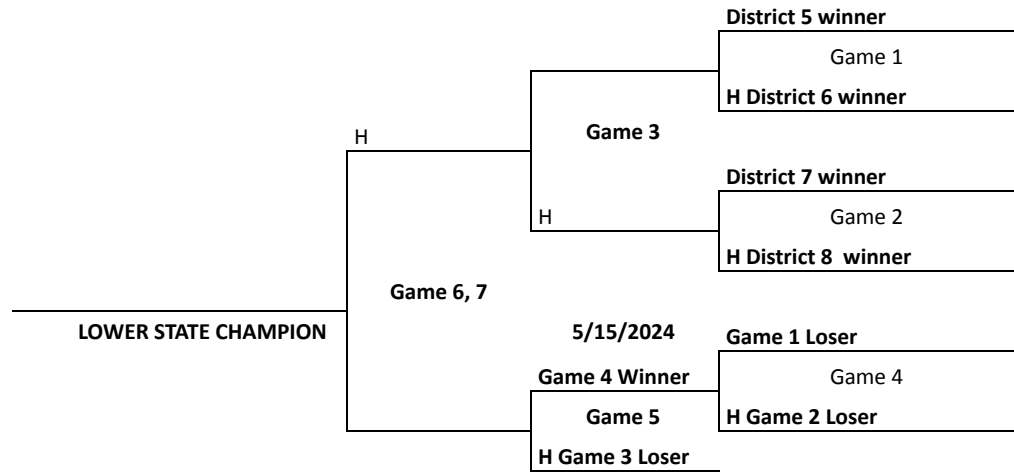 District 5 winner
Game 1
H District 6 winner
H
Game 3
District 7 winner
H
Game 2
H District 8  winner
Game 6, 7
LOWER STATE CHAMPION
5/15/2024
Game 1 Loser
Game 4 Winner
Game 4
Game 5
H Game 2 Loser
H Game 3 Loser